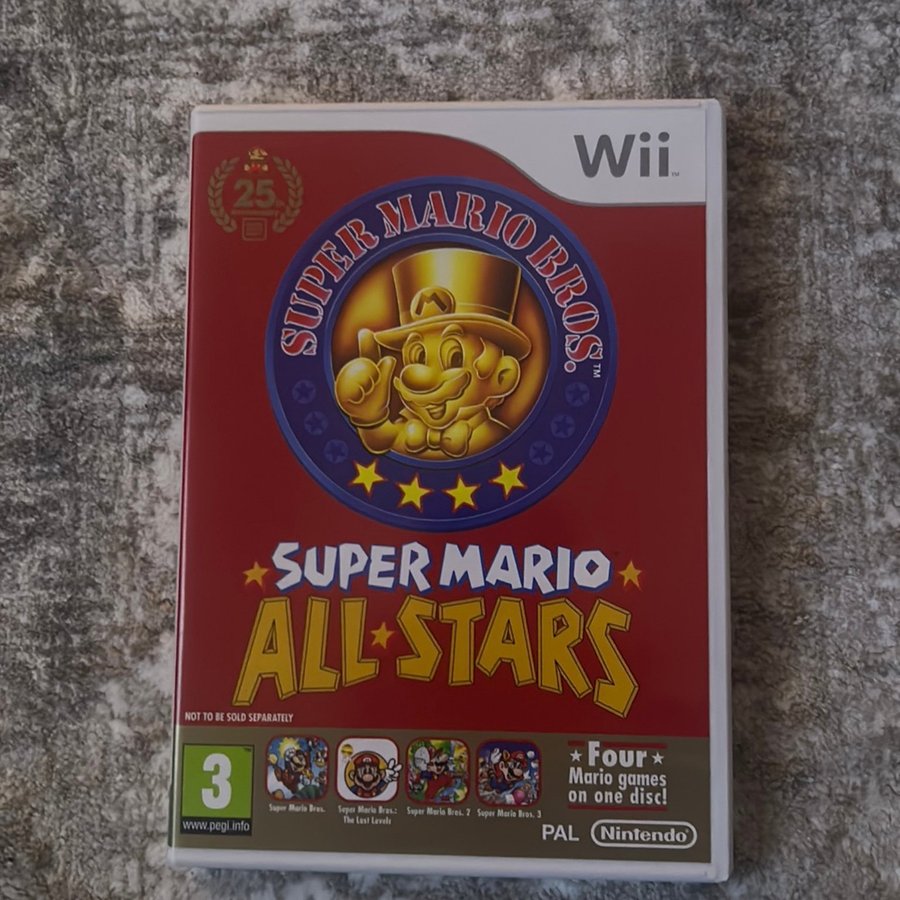 Wii™
25
SUPER MARIO BROS.™
M
SUPER MARIO
ALL★STARS
NOT TO BE SOLD SEPARATELY
3
www.pegi.info
Super Mario Bros.
Super Mario Bros.:
The Lost Levels
Super Mario Bros. 2
Super Mario Bros. 3
★ Four ★
Mario games
on one disc!
PAL
Nintendo®